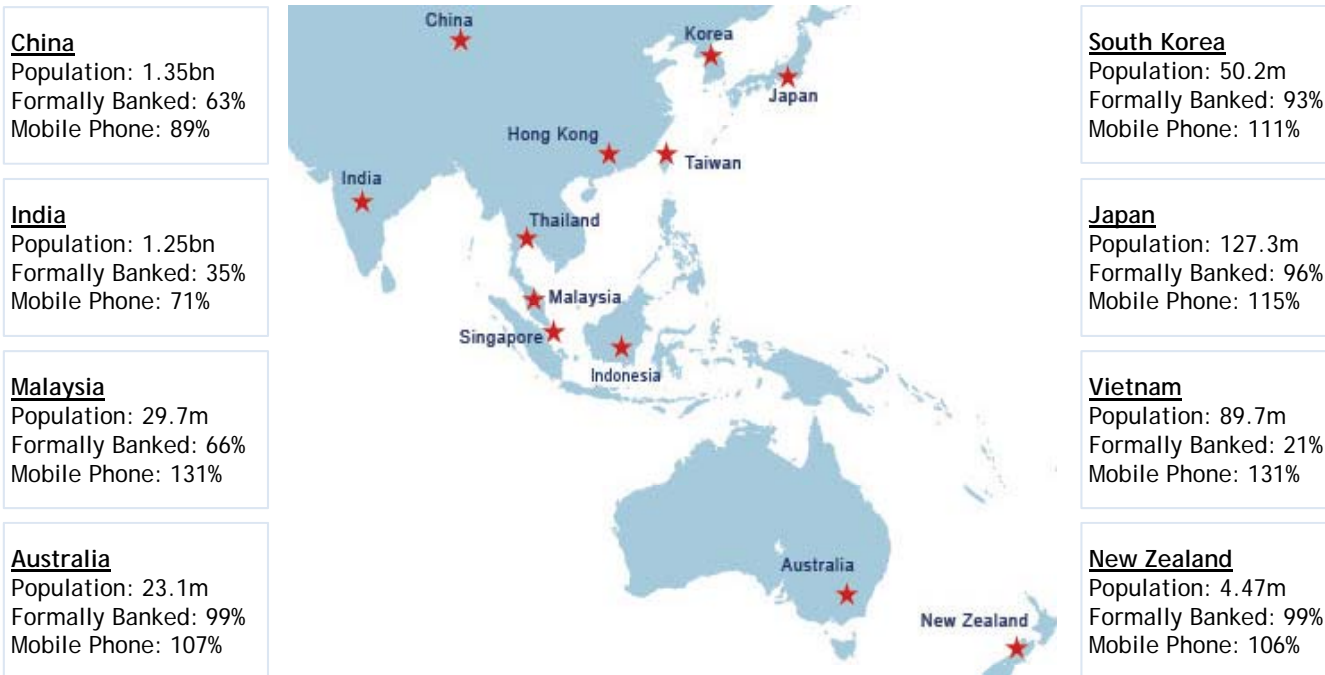 China
Population: 1.35bn
Formally Banked: 63%
Mobile Phone: 89%
India
Population: 1.25bn
Formally Banked: 35%
Mobile Phone: 71%
Malaysia
Population: 29.7m
Formally Banked: 66%
Mobile Phone: 131%
Australia
Population: 23.1m
Formally Banked: 99%
Mobile Phone: 107%
China
Korea
Japan
Hong Kong
Taiwan
India
Thailand
Malaysia
Singapore
Indonesia
Australia
New Zealand
South Korea
Population: 50.2m
Formally Banked: 93%
Mobile Phone: 111%
Japan
Population: 127.3m
Formally Banked: 96%
Mobile Phone: 115%
Vietnam
Population: 89.7m
Formally Banked: 21%
Mobile Phone: 131%
New Zealand
Population: 4.47m
Formally Banked: 99%
Mobile Phone: 106%